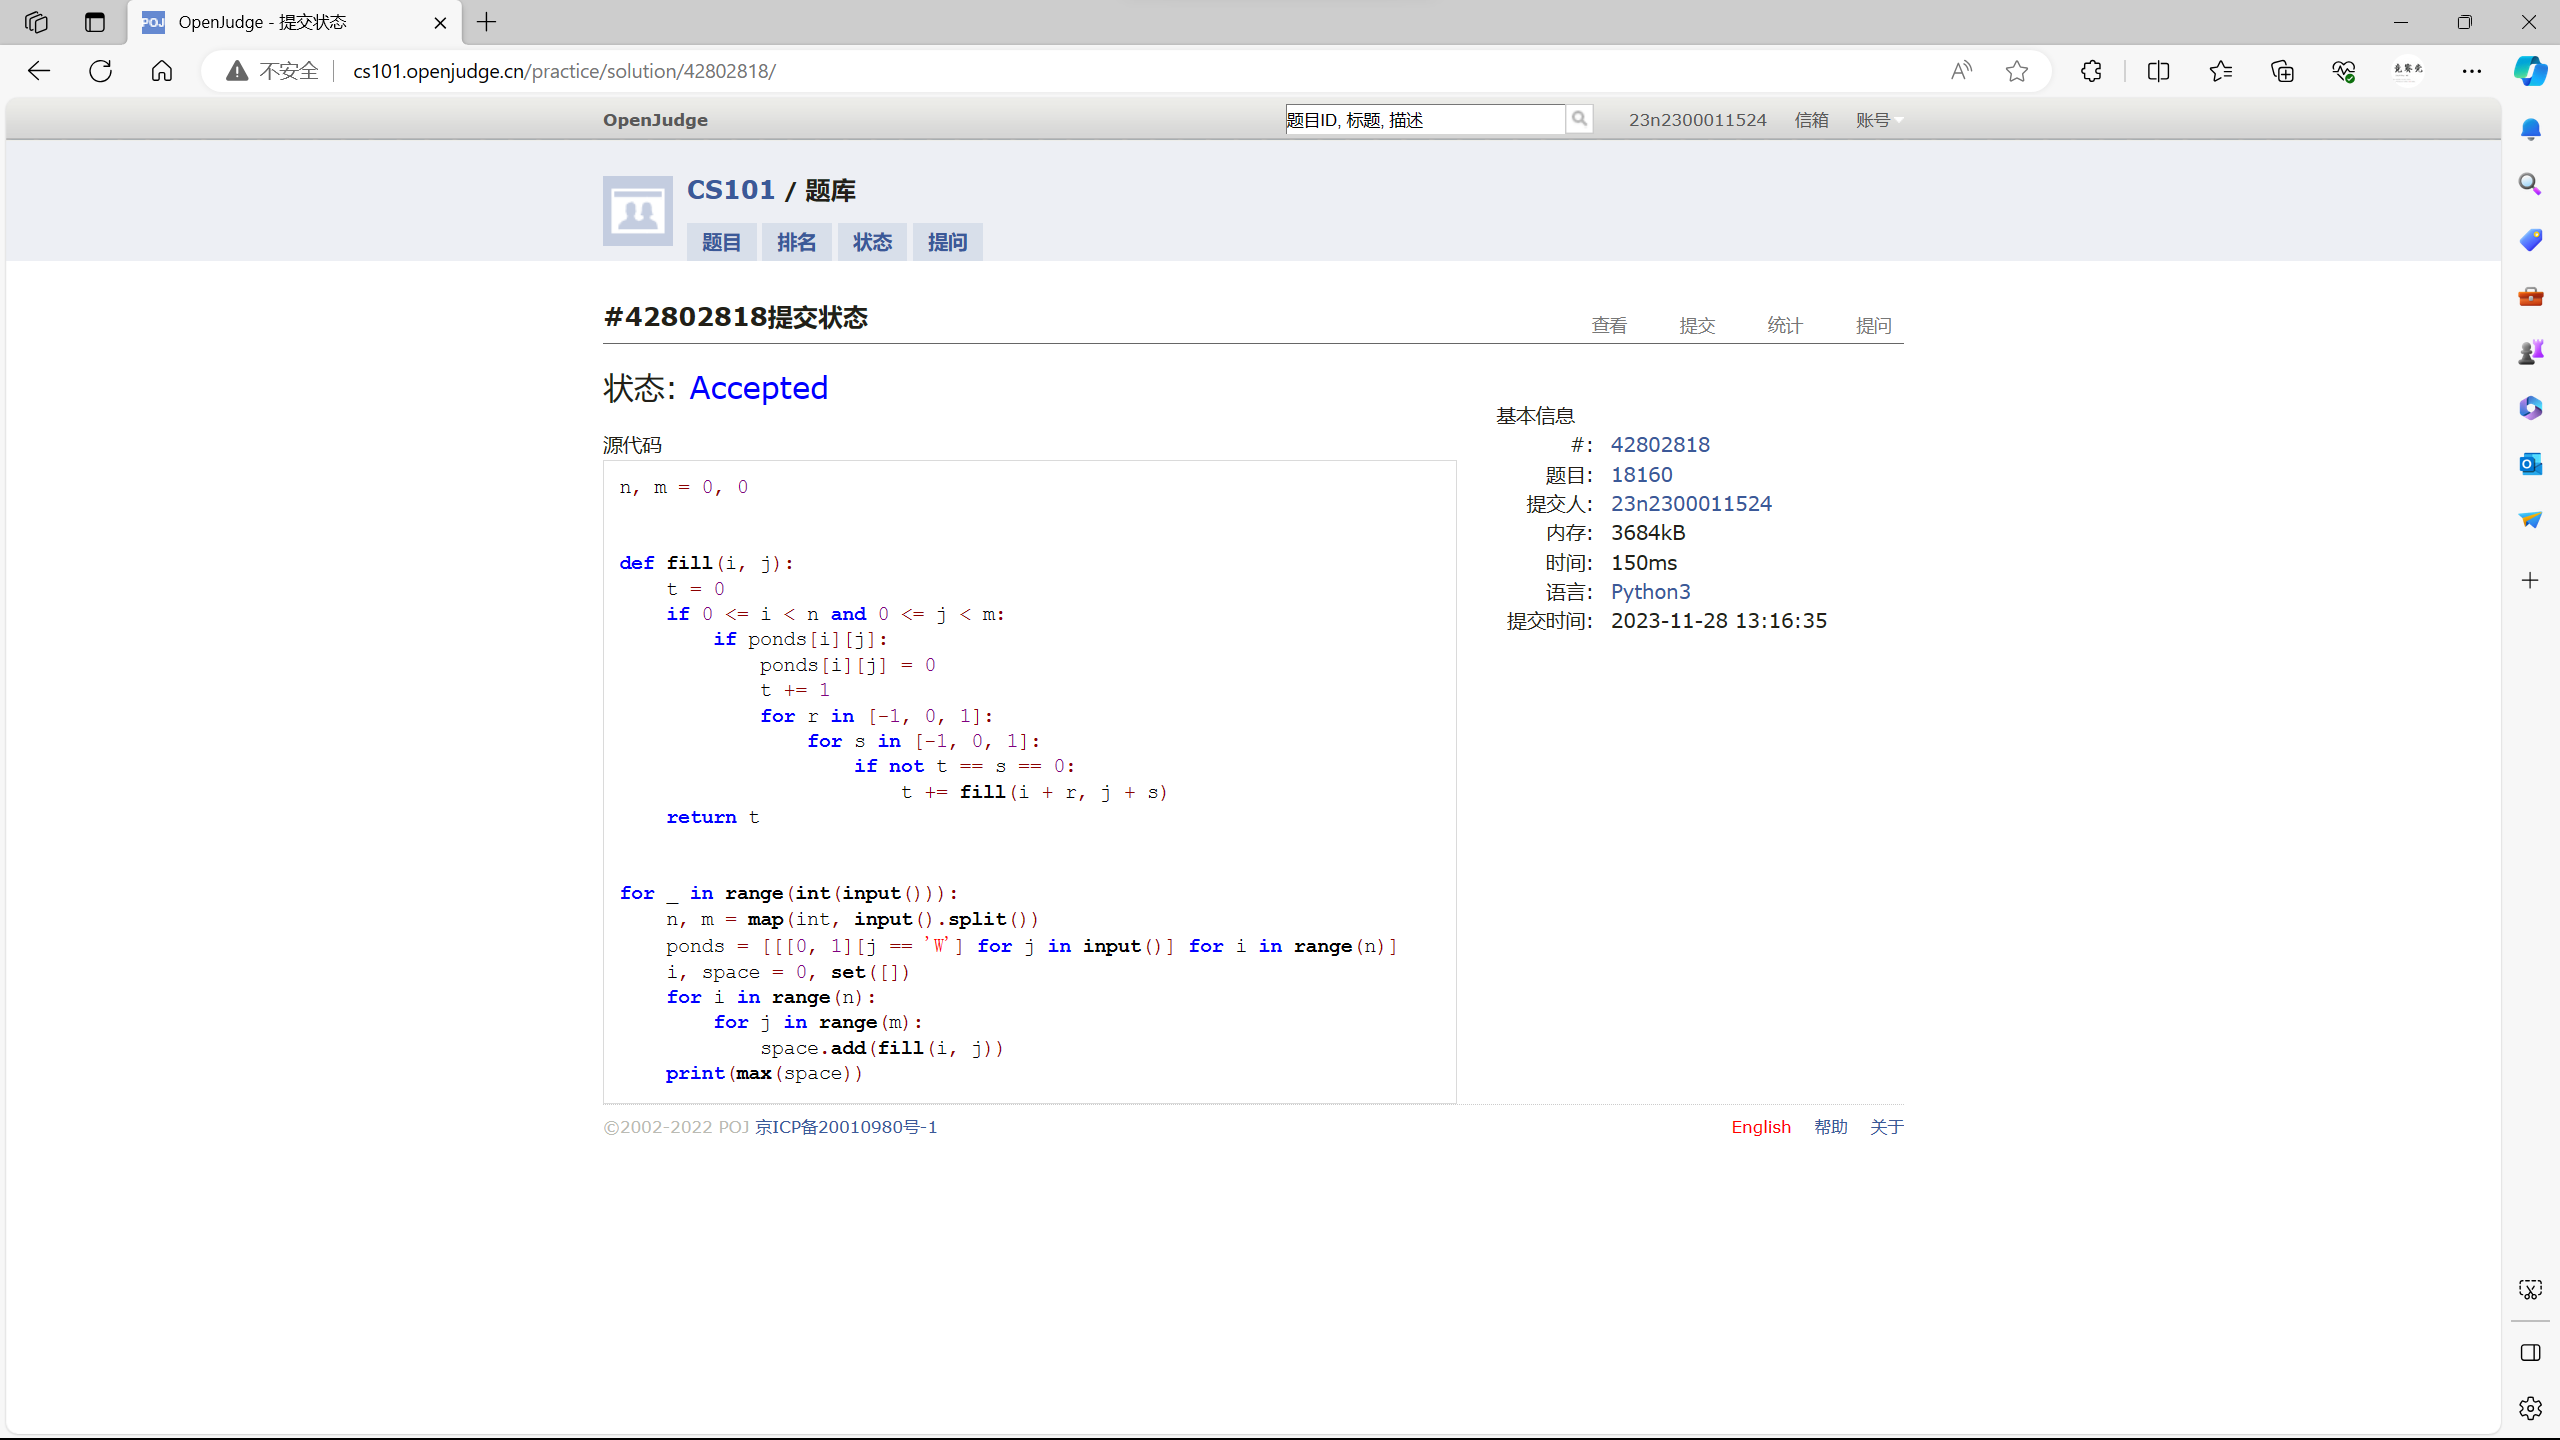 OpenJudge - 提交状态
不安全
cs101.openjudge.cn/practice/solution/42802818/
OpenJudge
题目ID, 标题, 描述
23n2300011524 信箱 账号
CS101 / 题库
题目 排名 状态 提问
#42802818提交状态
查看 提交 统计 提问
状态: Accepted
源代码
n, m = 0, 0
def fill(i, j):
    t = 0
    if 0 <= i < n and 0 <= j < m:
        if ponds[i][j]:
            ponds[i][j] = 0
            t += 1
            for r in [-1, 0, 1]:
                for s in [-1, 0, 1]:
                    if not t == s == 0:
                        t += fill(i + r, j + s)
    return t
for _ in range(int(input())):
    n, m = map(int, input().split())
    ponds = [[[0, 1][j == 'W'] for j in input()] for i in range(n)]
    i, space = 0, set([])
    for i in range(n):
        for j in range(m):
            space.add(fill(i, j))
    print(max(space))
基本信息
#: 42802818
题目: 18160
提交人: 23n2300011524
内存: 3684kB
时间: 150ms
语言: Python3
提交时间: 2023-11-28 13:16:35
©2002-2022 POJ 京ICP备20010980号-1
English 帮助 关于